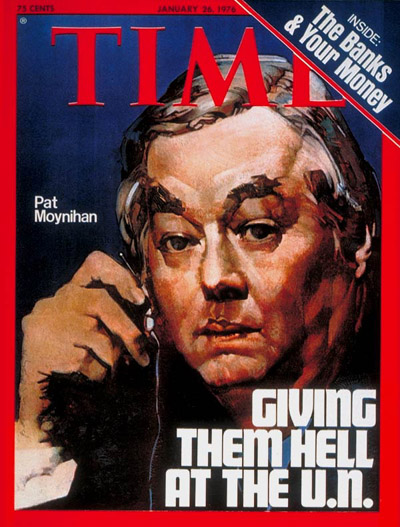 75 CENTS
JANUARY 26, 1976
®
TIME
INSIDE:
The Banks
& Your Money
Pat
Moynihan
GIVING
THEM HELL
AT THE U.N.